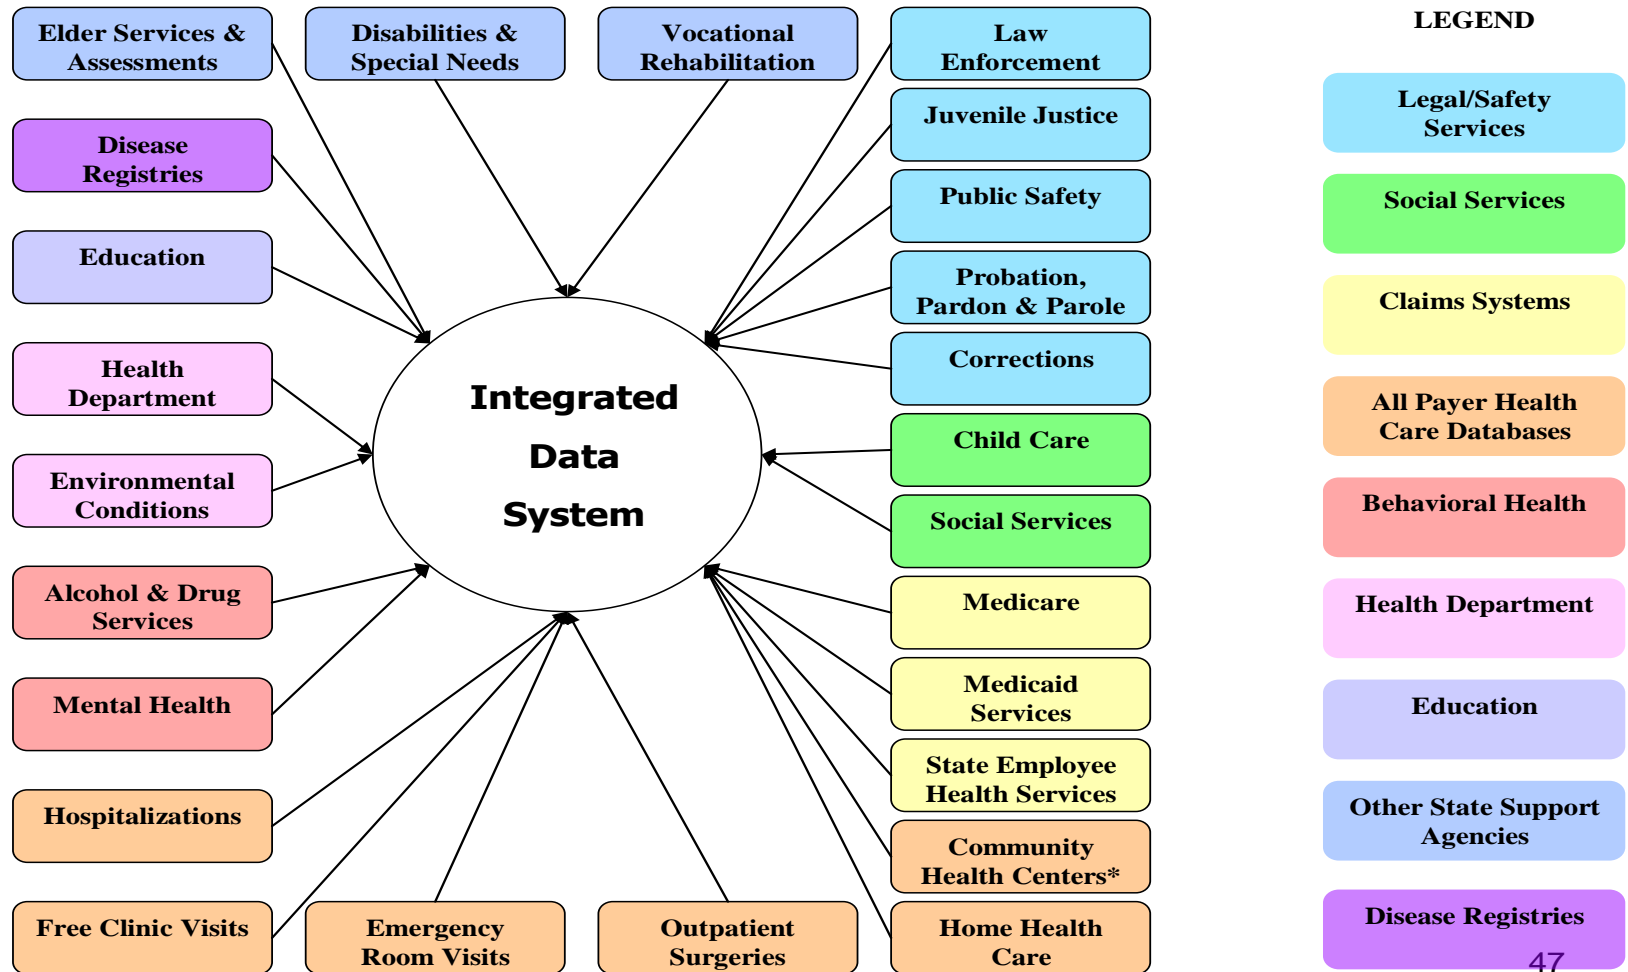 Elder Services &
Assessments
Disabilities &
Special Needs
Vocational
Rehabilitation
Law
Enforcement
LEGEND
Disease
Registries
Education
Health
Department
Environmental
Conditions
Alcohol & Drug
Services
Mental Health
Hospitalizations
Free Clinic Visits
Emergency
Room Visits
Outpatient
Surgeries
Integrated
Data
System
Juvenile Justice
Public Safety
Probation,
Pardon & Parole
Corrections
Child Care
Social Services
Medicare
Medicaid
Services
State Employee
Health Services
Community
Health Centers*
Home Health
Care
Legal/Safety
Services
Social Services
Claims Systems
All Payer Health
Care Databases
Behavioral Health
Health Department
Education
Other State Support
Agencies
Disease Registries
47